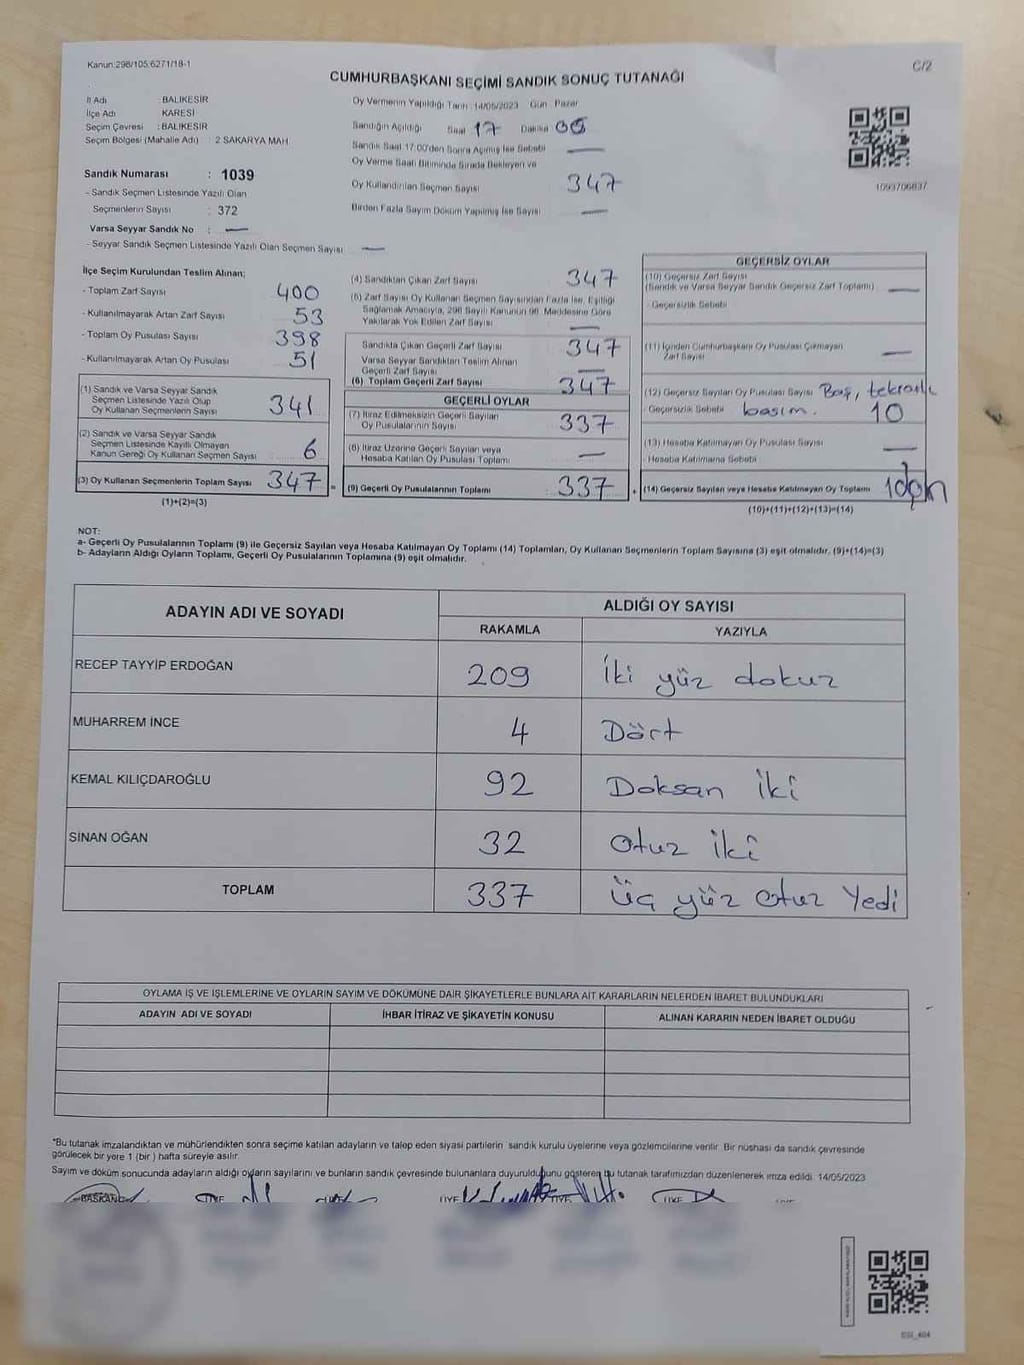 Kanun:298/105.6271/18-1
C/2
CUMHURBAŞKANI SEÇİMİ SANDIK SONUÇ TUTANAĞI
İl Adı : BALIKESİR
İlçe Adı : KARESİ
Seçim Çevresi : BALIKESİR
Seçim Bölgesi (Mahalle Adı) : 2 SAKARYA MAH.
Sandık Numarası : 1039
- Sandık Seçmen Listesinde Yazılı Olan
Seçmenlerin Sayısı : 372
Varsa Seyyar Sandık No : —
- Seyyar Sandık Seçmen Listesinde Yazılı Olan Seçmen Sayısı —
Oy Vermenin Yapıldığı Tarih :14/05/2023 Gün Pazar
Sandığın Açıldığı Saat 17 Dakika 05
Sandık Saat 17:00'den Sonra Açılmış İse Sebebi —
Oy Verme Saati Bitiminde Sırada Bekleyen ve
Oy Kullandırılan Seçmen Sayısı 347
Birden Fazla Sayım Döküm Yapılmış İse Sayısı —
1093706837
İlçe Seçim Kurulundan Teslim Alınan;
- Toplam Zarf Sayısı 400
- Kullanılmayarak Artan Zarf Sayısı 53
- Toplam Oy Pusulası Sayısı 398
- Kullanılmayarak Artan Oy Pusulası 51
(1) Sandık ve Varsa Seyyar Sandık
Seçmen Listesinde Yazılı Olup
Oy Kullanan Seçmenlerin Sayısı 341
(2) Sandık ve Varsa Seyyar Sandık
Seçmen Listesinde Kayıtlı Olmayan
Kanun Gereği Oy Kullanan Seçmen Sayısı 6
(3) Oy Kullanan Seçmenlerin Toplam Sayısı 347 =
(1)+(2)=(3)
(4) Sandıktan Çıkan Zarf Sayısı 347
(5) Zarf Sayısı Oy Kullanan Seçmen Sayısından Fazla İse, Eşitliği
Sağlamak Amacıyla, 298 Sayılı Kanunun 98. Maddesine Göre
Yakılarak Yok Edilen Zarf Sayısı —
Sandıkta Çıkan Geçerli Zarf Sayısı 347
Varsa Seyyar Sandıktan Teslim Alınan
Geçerli Zarf Sayısı —
(6) Toplam Geçerli Zarf Sayısı 347
GEÇERLİ OYLAR
(7) İtiraz Edilmeksizin Geçerli Sayılan
Oy Pusulalarının Sayısı 337
(8) İtiraz Üzerine Geçerli Sayılan veya
Hesaba Katılan Oy Pusulası Toplamı —
(9) Geçerli Oy Pusulalarının Toplamı 337 +
GEÇERSİZ OYLAR
(10) Geçersiz Zarf Sayısı
(Sandık ve Varsa Seyyar Sandık Geçersiz Zarf Toplamı) —
- Geçersizlik Sebebi
(11) İçinden Cumhurbaşkanı Oy Pusulası Çıkmayan
Zarf Sayısı —
(12) Geçersiz Sayılan Oy Pusulası Sayısı Boş, tekrarlı
- Geçersizlik Sebebi basım. 10
(13) Hesaba Katılmayan Oy Pusulası Sayısı —
- Hesaba Katılmama Sebebi
(14) Geçersiz Sayılan veya Hesaba Katılmayan Oy Toplamı 10
(10)+(11)+(12)+(13)=(14)
NOT:
a- Geçerli Oy Pusulalarının Toplamı (9) ile Geçersiz Sayılan veya Hesaba Katılmayan Oy Toplamı (14) Toplamları, Oy Kullanan Seçmenlerin Toplam Sayısına (3) eşit olmalıdır. (9)+(14)=(3)
b- Adayların Aldığı Oyların Toplamı, Geçerli Oy Pusulalarının Toplamına (9) eşit olmalıdır.
ADAYIN ADI VE SOYADI
ALDIĞI OY SAYISI
RAKAMLA YAZIYLA
RECEP TAYYİP ERDOĞAN 209 İki yüz dokuz
MUHARREM İNCE 4 Dört
KEMAL KILIÇDAROĞLU 92 Doksan iki
SİNAN OĞAN 32 Otuz iki
TOPLAM 337 Üç yüz otuz Yedi
OYLAMA İŞ VE İŞLEMLERİNE VE OYLARIN SAYIM VE DÖKÜMÜNE DAİR ŞİKAYETLERLE BUNLARA AİT KARARLARIN NELERDEN İBARET BULUNDUKLARI
ADAYIN ADI VE SOYADI İHBAR İTİRAZ VE ŞİKAYETİN KONUSU ALINAN KARARIN NEDEN İBARET OLDUĞU
*Bu tutanak imzalandıktan ve mühürlendikten sonra seçime katılan adayların ve talep eden siyasi partilerin sandık kurulu üyelerine veya gözlemcilerine verilir. Bir nüshası da sandık çevresinde
görülecek bir yere 1 (bir) hafta süreyle asılır.
Sayım ve döküm sonucunda adayların aldığı oyların sayılarını ve bunların sandık çevresinde bulunanlara duyurulduğunu gösteren bu tutanak tarafımızdan düzenlenerek imza edildi. 14/05/2023
BAŞKAN ÜYE ÜYE ÜYE ÜYE